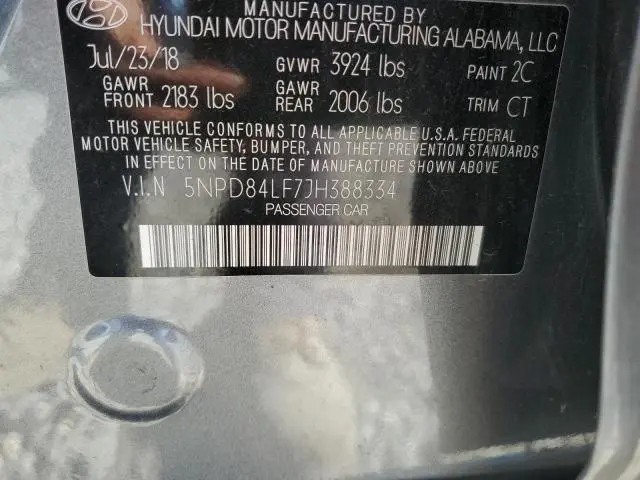 MANUFACTURED BY
HYUNDAI MOTOR MANUFACTURING ALABAMA, LLC
Jul/23/18 GVWR 3924 lbs PAINT 2C
GAWR FRONT 2183 lbs GAWR REAR 2006 lbs TRIM CT
THIS VEHICLE CONFORMS TO ALL APPLICABLE U.S.A. FEDERAL
MOTOR VEHICLE SAFETY, BUMPER, AND THEFT PREVENTION STANDARDS
IN EFFECT ON THE DATE OF MANUFACTURE SHOWN ABOVE.
V.I.N 5NPD84LF7JH388334
PASSENGER CAR